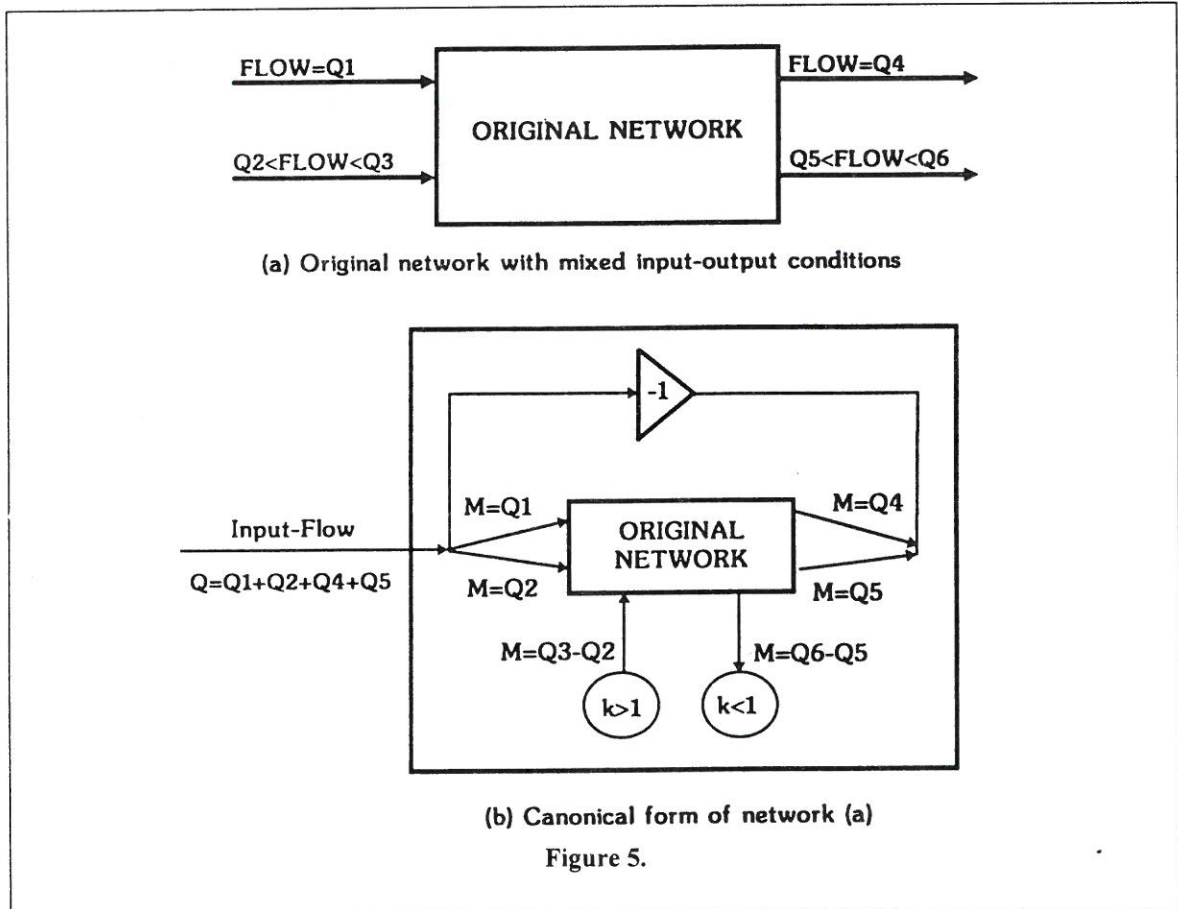 FLOW=Q1
FLOW=Q4
ORIGINAL NETWORK
Q2<FLOW<Q3
Q5<FLOW<Q6
(a) Original network with mixed input-output conditions
-1
M=Q1
M=Q4
Input-Flow
ORIGINAL
NETWORK
Q=Q1+Q2+Q4+Q5
M=Q2
M=Q5
M=Q3-Q2
M=Q6-Q5
k>1
k<1
(b) Canonical form of network (a)
Figure 5.